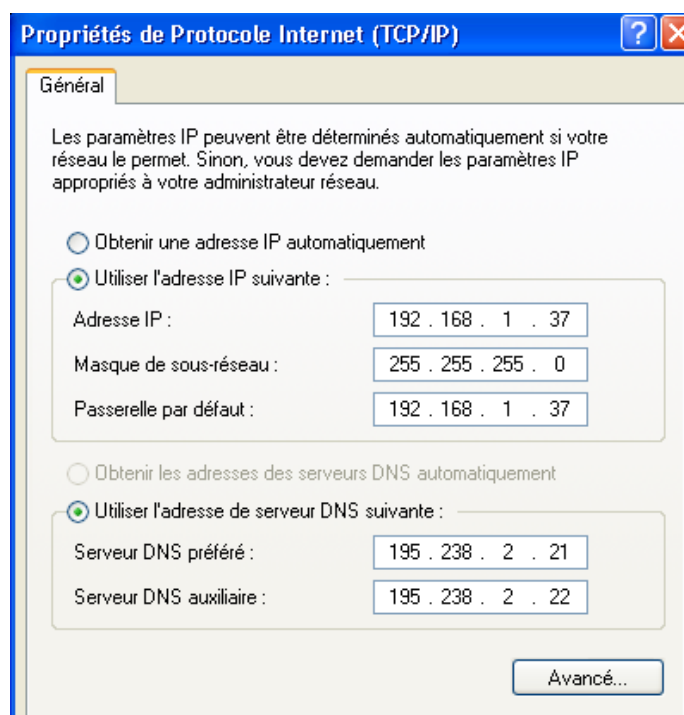 Propriétés de Protocole Internet (TCP/IP)
Général
Les paramètres IP peuvent être déterminés automatiquement si votre
réseau le permet. Sinon, vous devez demander les paramètres IP
appropriés à votre administrateur réseau.
Obtenir une adresse IP automatiquement
Utiliser l'adresse IP suivante :
Adresse IP : 192 . 168 . 1 . 37
Masque de sous-réseau : 255 . 255 . 255 . 0
Passerelle par défaut : 192 . 168 . 1 . 37
Obtenir les adresses des serveurs DNS automatiquement
Utiliser l'adresse de serveur DNS suivante :
Serveur DNS préféré : 195 . 238 . 2 . 21
Serveur DNS auxiliaire : 195 . 238 . 2 . 22
Avancé...